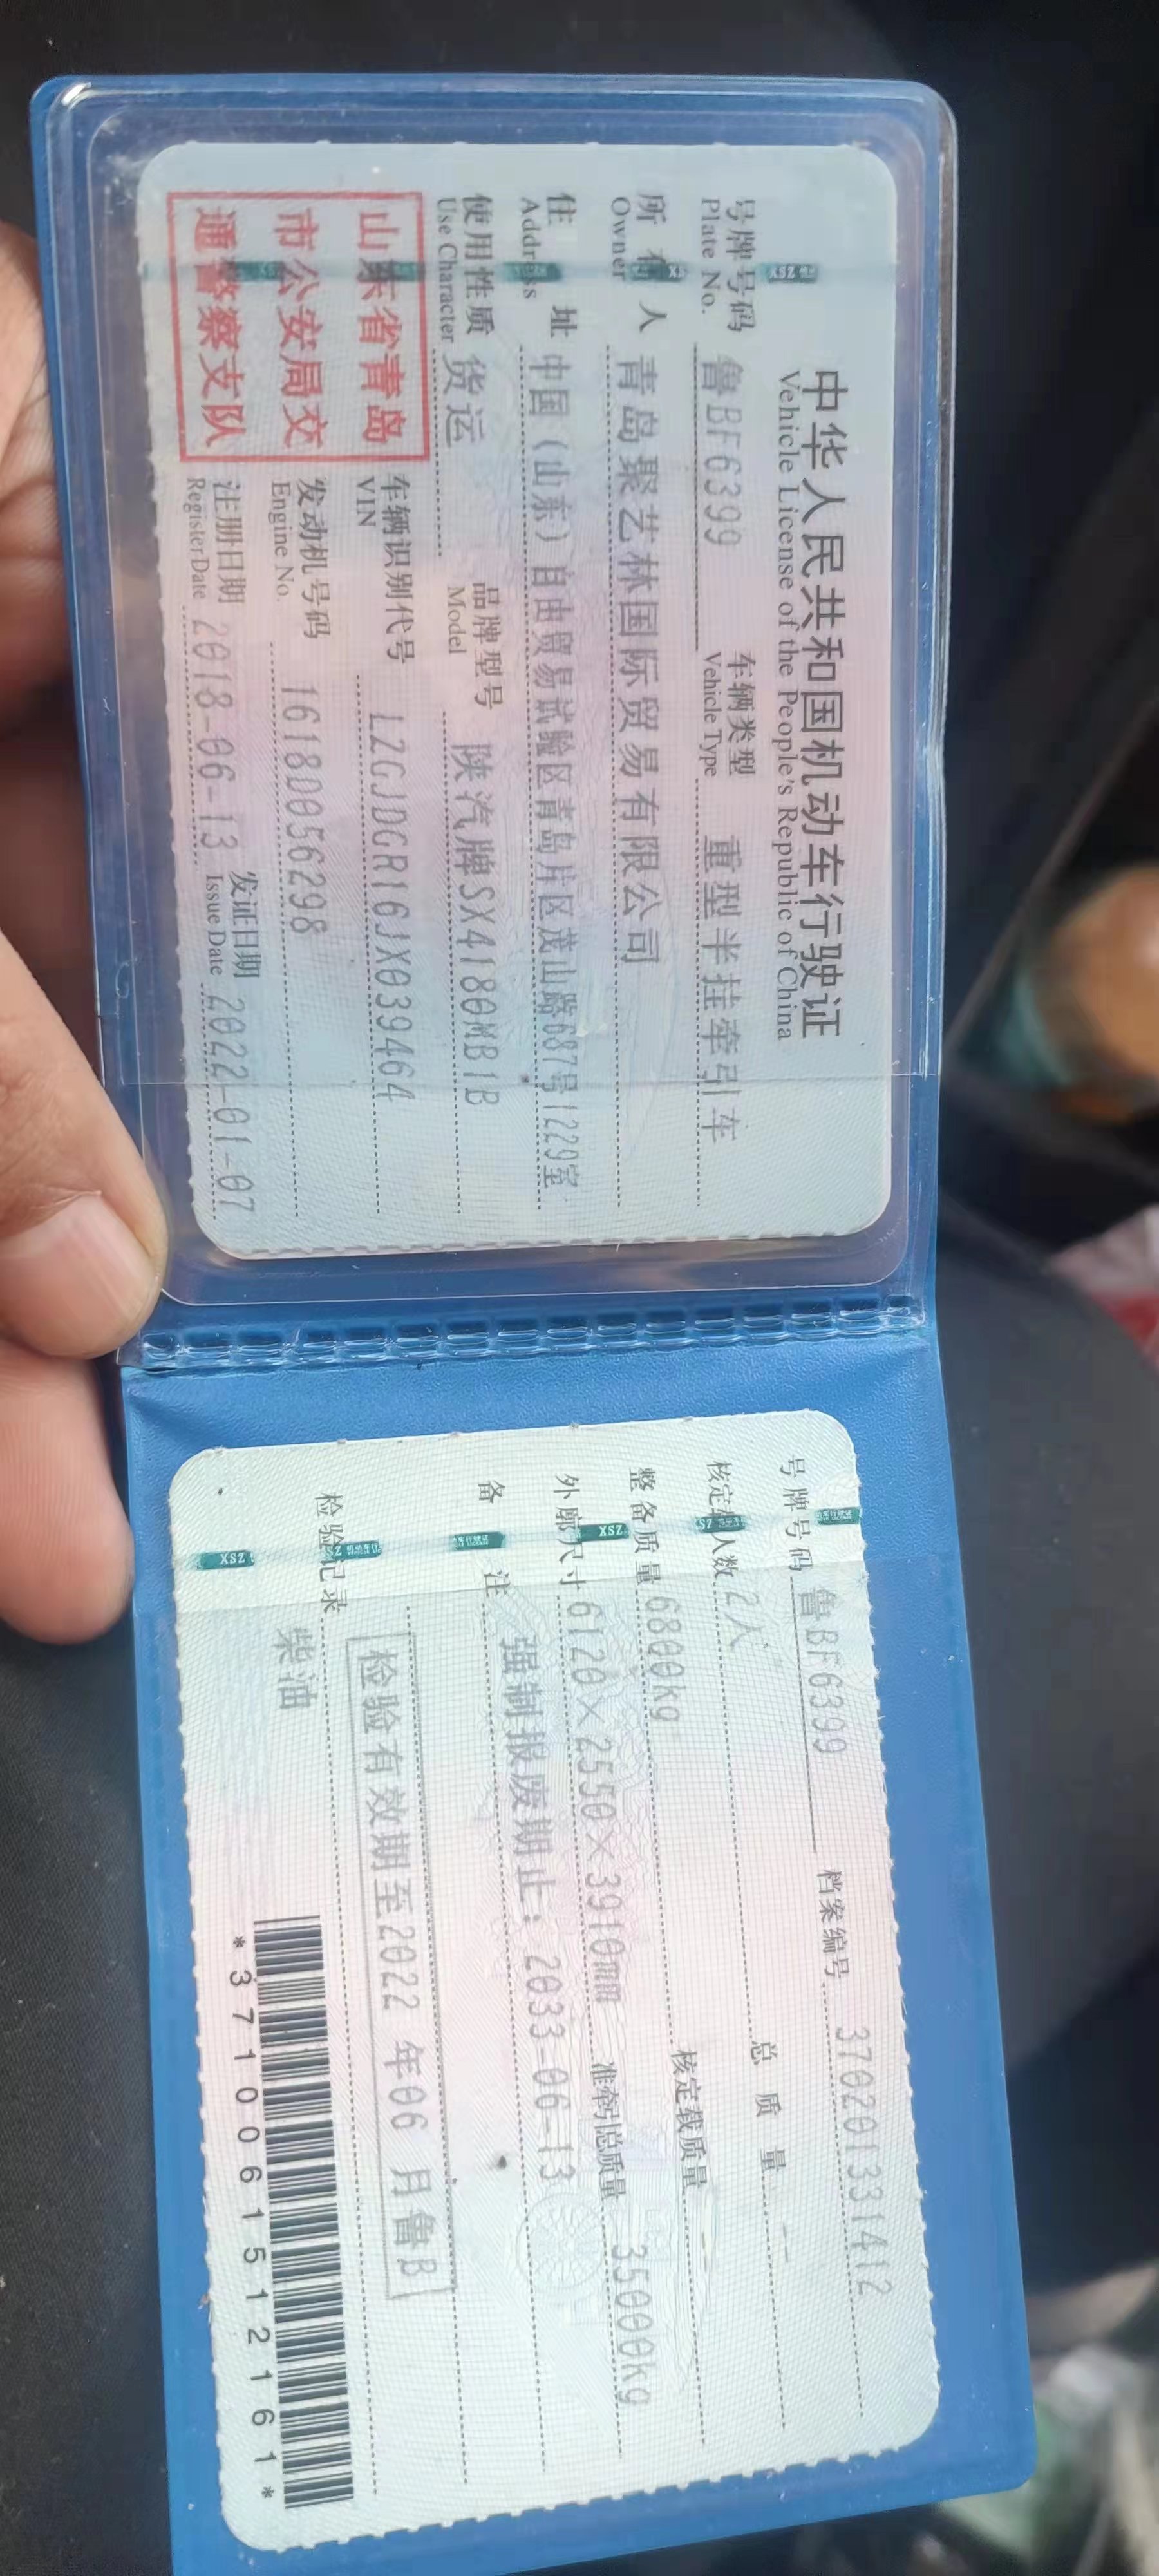 中华人民共和国机动车行驶证
Vehicle License of the People's Republic of China
号牌号码 鲁BF6399 车辆类型 重型半挂牵引车
Plate No. Vehicle Type
所有人 青岛聚艺林国际贸易有限公司
Owner
住址 中国(山东)自由贸易试验区青岛片区茂山路687号1229室
Address
使用性质 货运 品牌型号 陕汽牌SX4180MB1B
Use Character Model
山东省青岛
市公安局交
通警察支队
车辆识别代号 LZGJDGR16JX039464
VIN
发动机号码 1618D056298
Engine No.
注册日期 2018-06-13 发证日期 2022-01-07
Register Date Issue Date
号牌号码 鲁BF6399 档案编号 370201331412
核定载人数 2人 总质量 --
整备质量 6800kg 核定载质量 --
外廓尺寸 6120×2550×3910mm 准牵引总质量 35000kg
备注 强制报废期止：2033-06-13
检验有效期至2022年06月鲁B
检验记录
柴油
*3710061512161*